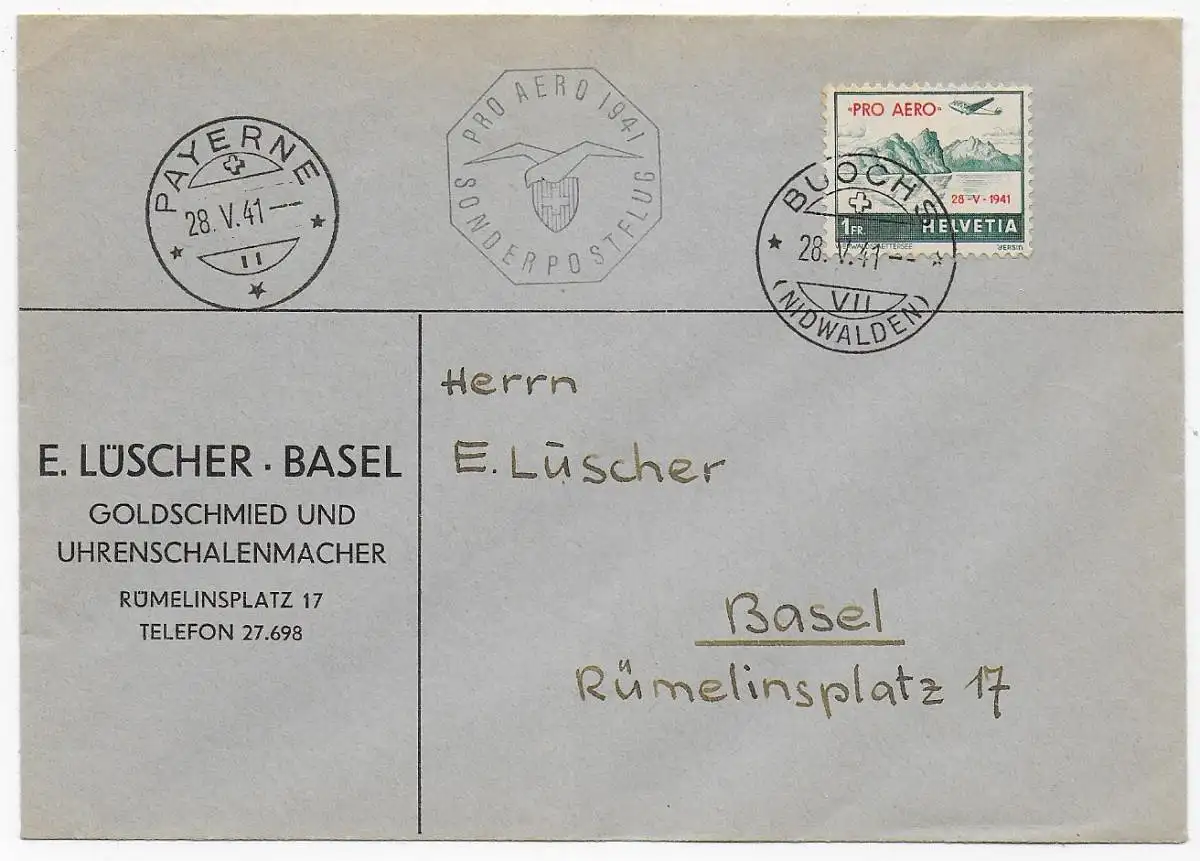 PAYERNE
28.V.41
II
PRO AERO 1941
SONDERPOSTFLUG
«PRO AERO»
28-V-1941
1 FR. HELVETIA
VIERWALDSTÄTTERSEE
BUOCHS
28.V.41
VII
(NIDWALDEN)
E. LÜSCHER · BASEL
GOLDSCHMIED UND
UHRENSCHALENMACHER
RÜMELINSPLATZ 17
TELEFON 27.698
Herrn
E. Lüscher
Basel
Rümelinsplatz 17